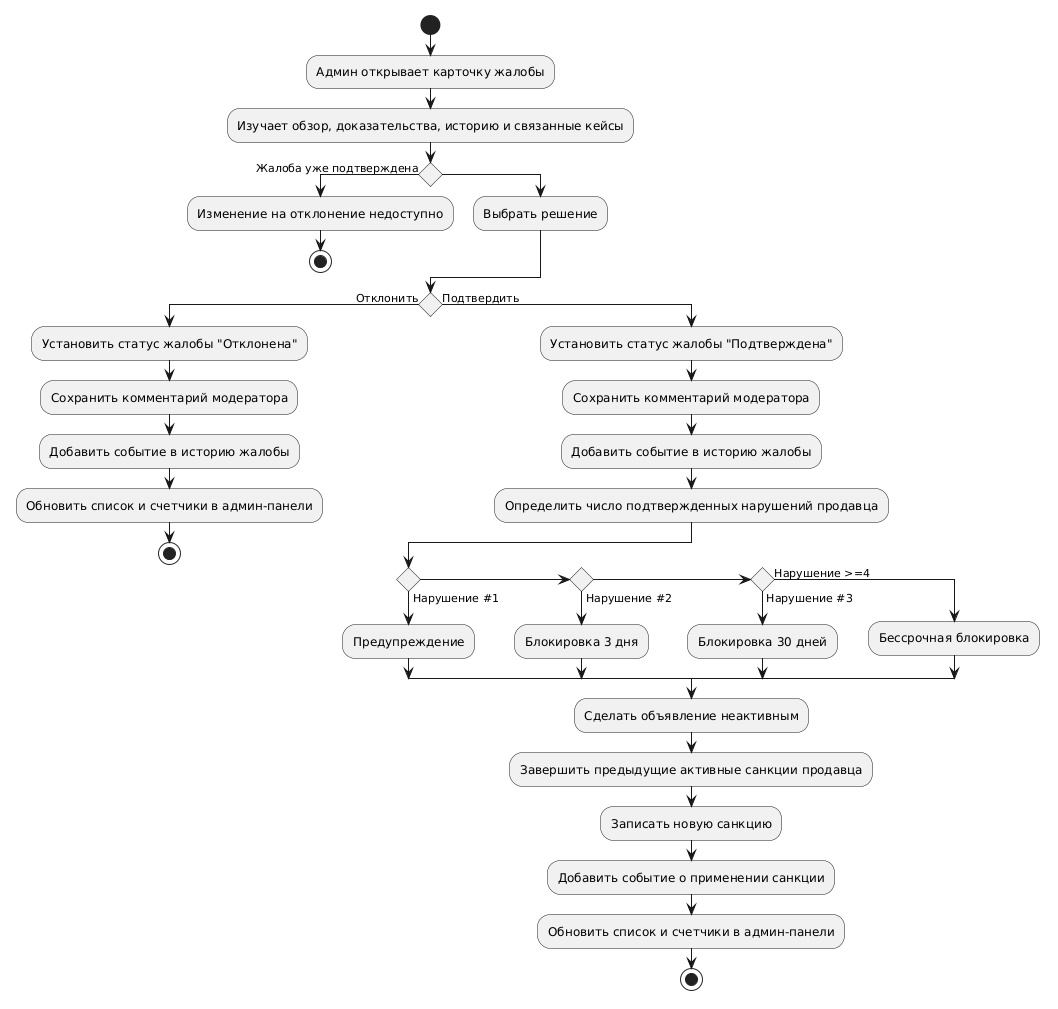 Админ открывает карточку жалобы
Изучает обзор, доказательства, историю и связанные кейсы
Жалоба уже подтверждена
Изменение на отклонение недоступно
Выбрать решение
Отклонить
Подтвердить
Установить статус жалобы "Отклонена"
Сохранить комментарий модератора
Добавить событие в историю жалобы
Обновить список и счетчики в админ-панели
Установить статус жалобы "Подтверждена"
Сохранить комментарий модератора
Добавить событие в историю жалобы
Определить число подтвержденных нарушений продавца
Нарушение #1
Предупреждение
Нарушение #2
Блокировка 3 дня
Нарушение #3
Блокировка 30 дней
Нарушение >=4
Бессрочная блокировка
Сделать объявление неактивным
Завершить предыдущие активные санкции продавца
Записать новую санкцию
Добавить событие о применении санкции
Обновить список и счетчики в админ-панели